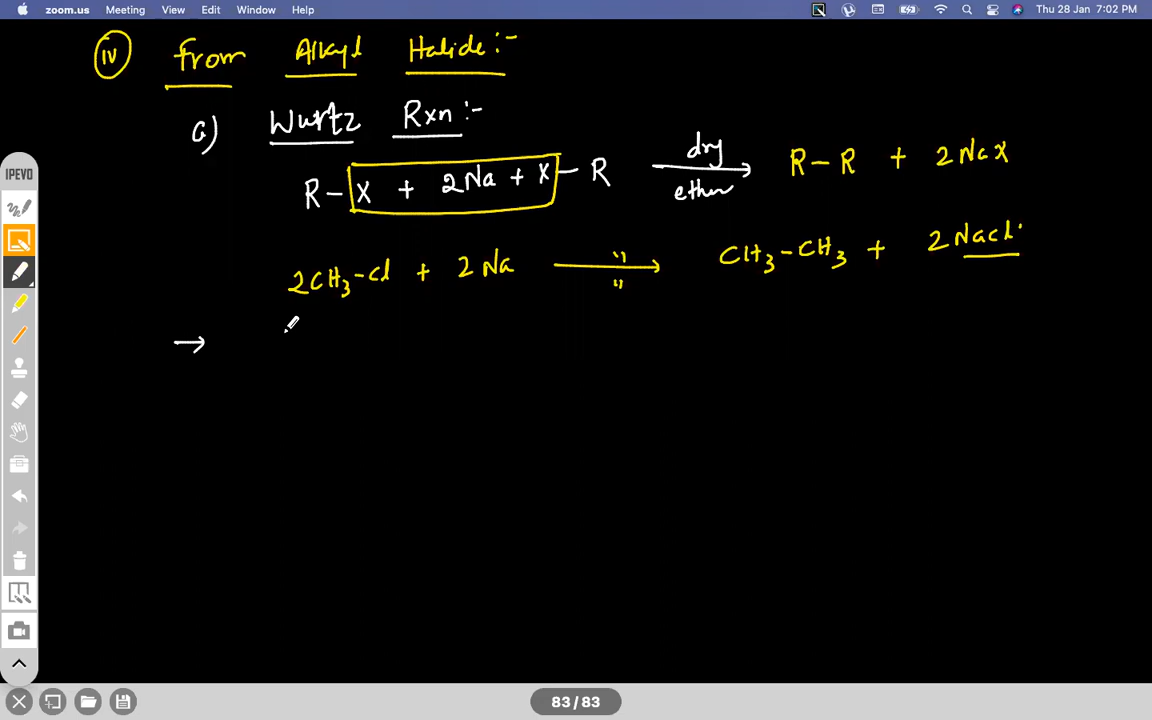 zoom.us Meeting View Edit Window Help Thu 28 Jan 7:02 PM
(iv) From Alkyl Halide :-
a) Wurtz Rxn :-
R-X + 2Na + X-R dry ether → R-R + 2NaX
2CH3-Cl + 2Na '' '' → CH3-CH3 + 2NaCl
→
IPEVO
83/83